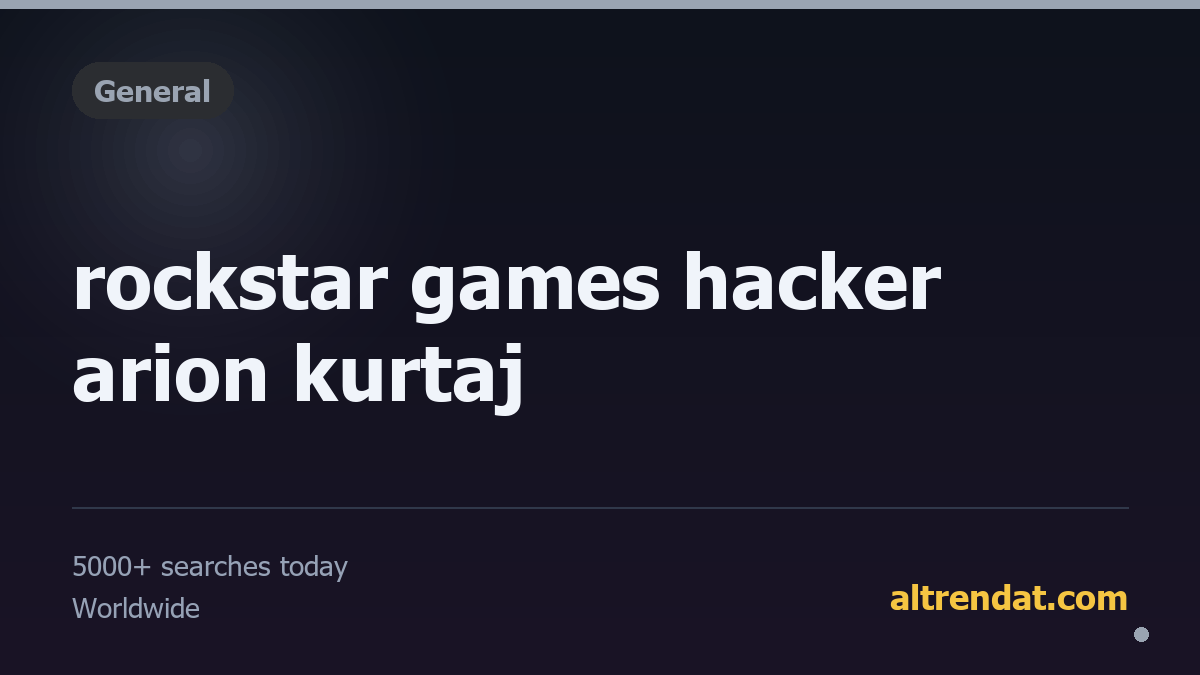 General
rockstar games hacker
arion kurtaj
5000+ searches today
Worldwide
altrendat.com